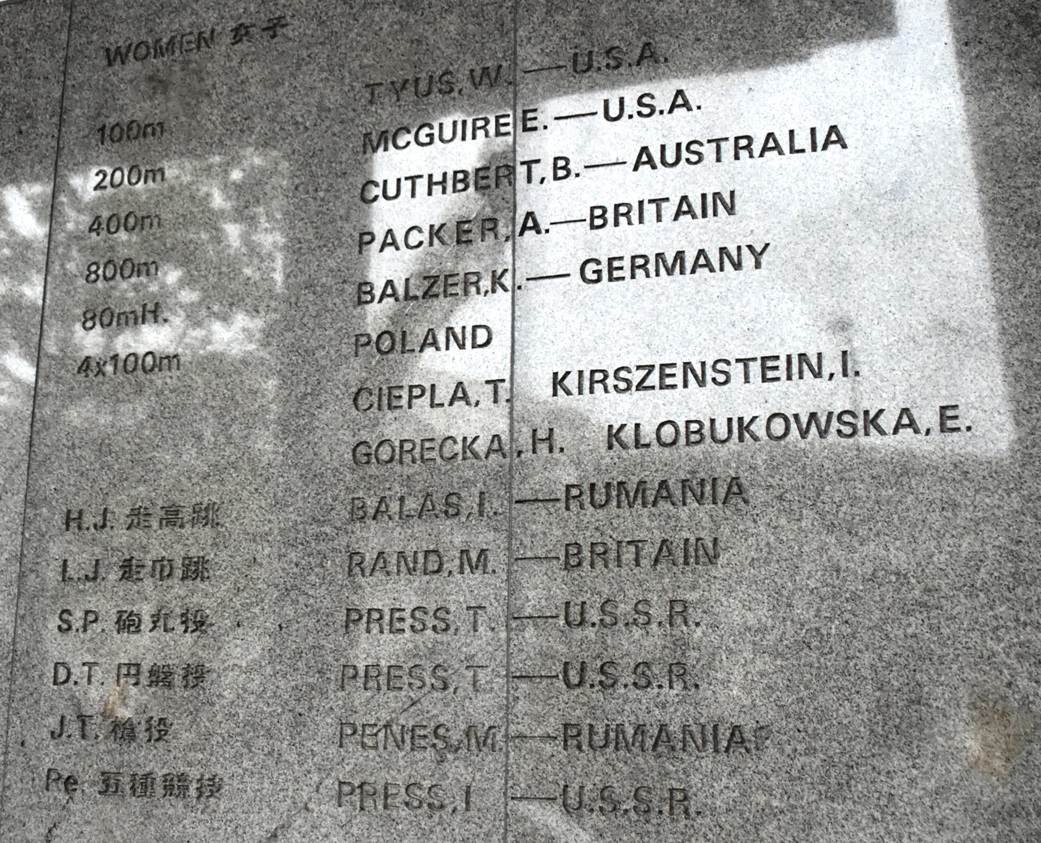 WOMEN 女子
100m TYUS, W. — U.S.A.
200m MCGUIRE E. — U.S.A.
400m CUTHBERT, B. — AUSTRALIA
800m PACKER, A. — BRITAIN
80mH. BALZER, K. — GERMANY
4x100m POLAND
CIEPLA, T. KIRSZENSTEIN, I.
GORECKA, H. KLOBUKOWSKA, E.
H.J. 走高跳 BALAS, I. — RUMANIA
L.J. 走巾跳 RAND, M. — BRITAIN
S.P. 砲丸投 PRESS, T. — U.S.S.R.
D.T. 円盤投 PRESS, T — U.S.S.R.
J.T. 槍投 PENES, M. — RUMANIA
Pe. 五種競技 PRESS, I — U.S.S.R.